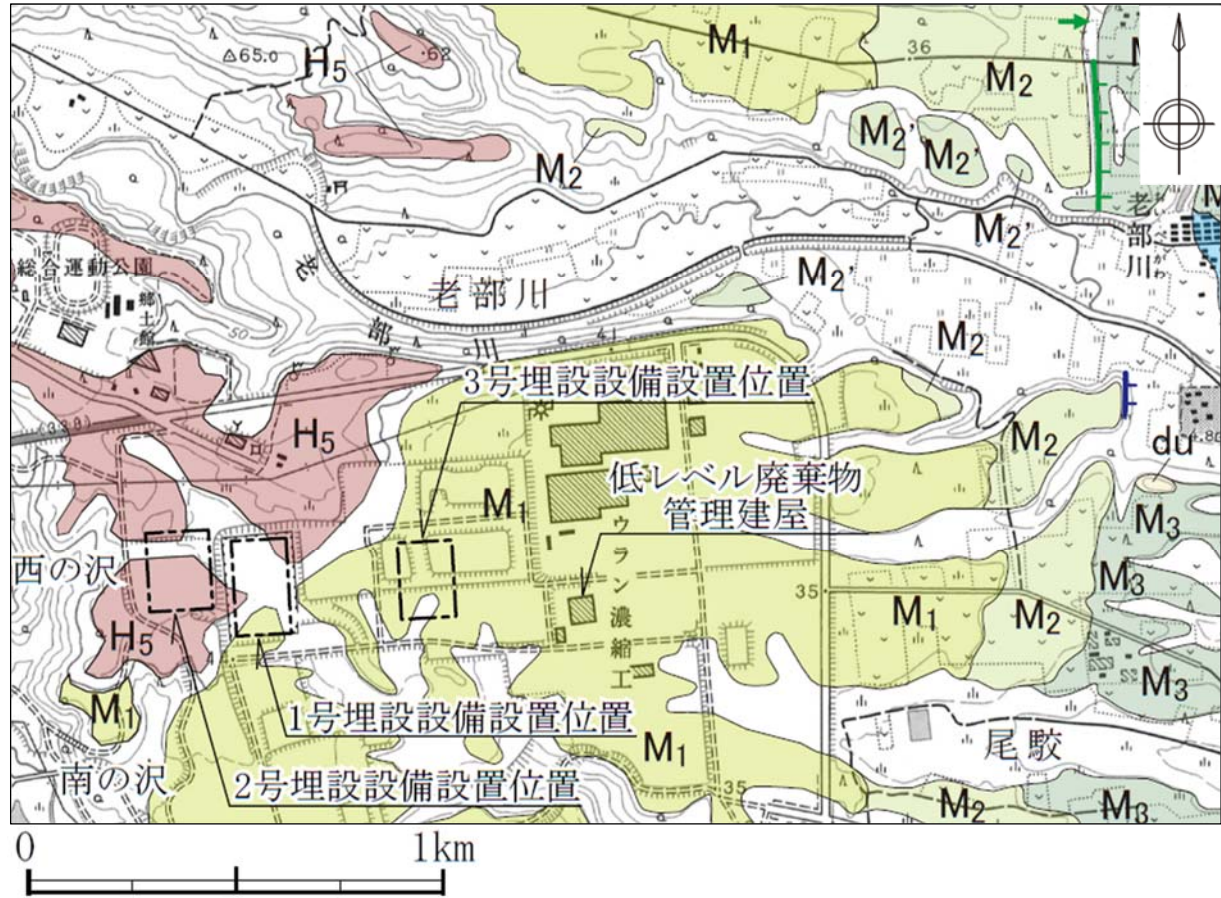 M1
36
△65.0
H5
·62
M2
M2
M2'
M2'
M2'
老部川
総合運動公園
郷土館
50
老部川
老部川
41
M2'
M2
3号埋設設備設置位置
H5
M1
低レベル廃棄物
管理建屋
ウラン濃縮工
M2
du
M3
西の沢
35
M3
M1
M2
H5
M1
1号埋設設備設置位置
M3
M1
尾駮
南の沢
2号埋設設備設置位置
35
M2
M3
0
1km